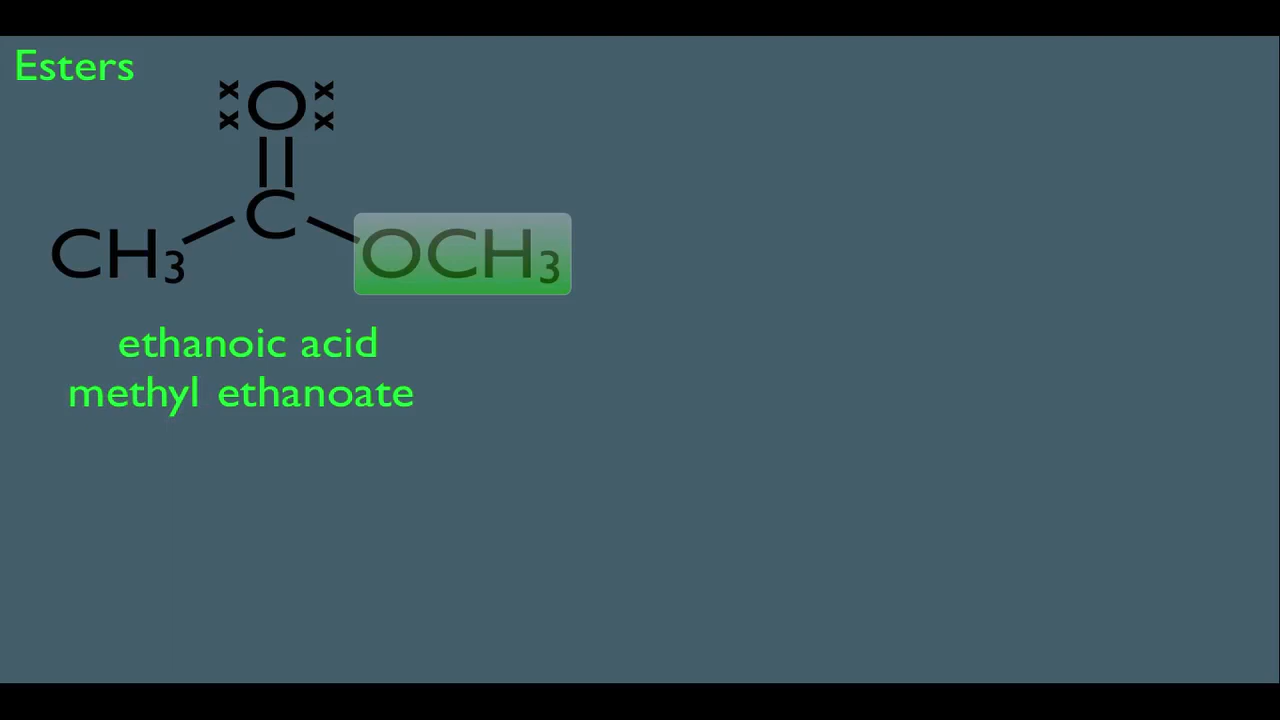 Esters
O
C
CH₃ OCH₃
ethanoic acid
methyl ethanoate